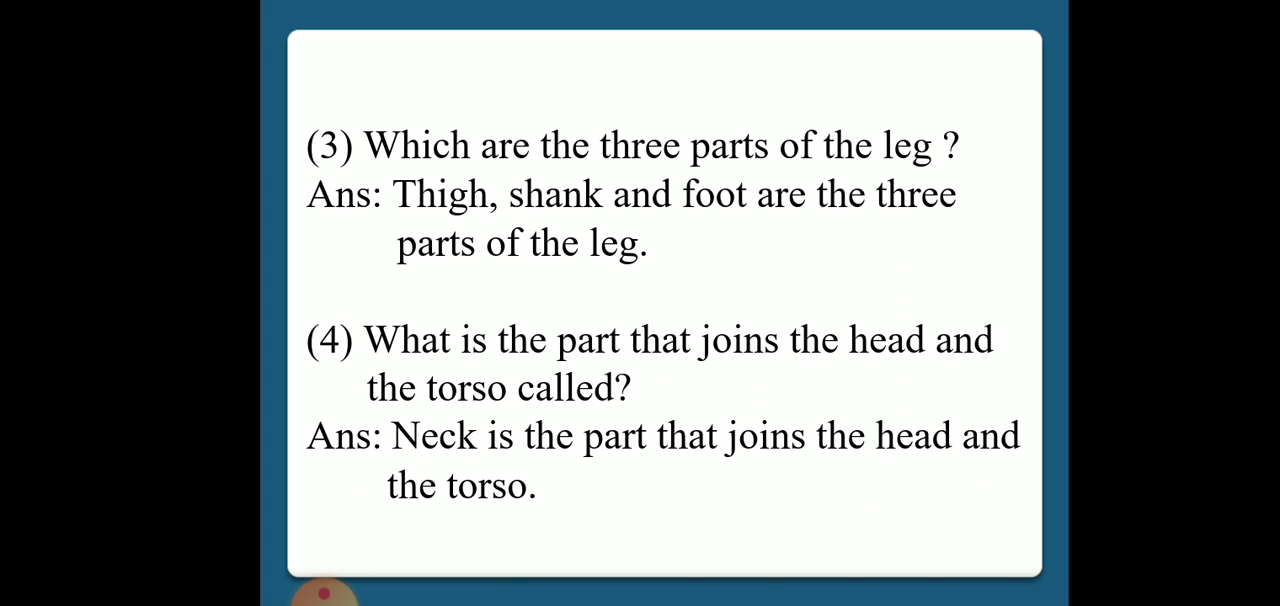 (3) Which are the three parts of the leg ?
Ans: Thigh, shank and foot are the three
parts of the leg.
(4) What is the part that joins the head and
the torso called?
Ans: Neck is the part that joins the head and
the torso.